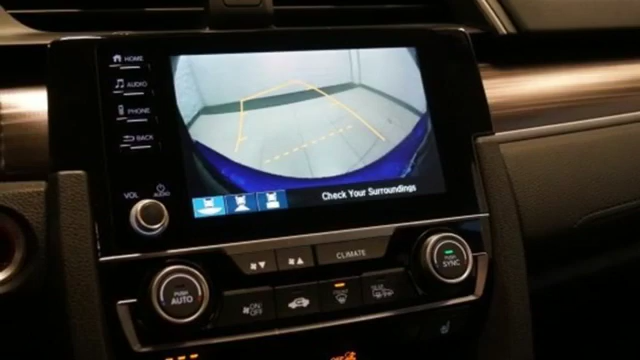 HOME
AUDIO
PHONE
BACK
VOL
AUDIO
Check Your Surroundings
CLIMATE
PUSH
AUTO
PUSH
SYNC
ON
OFF